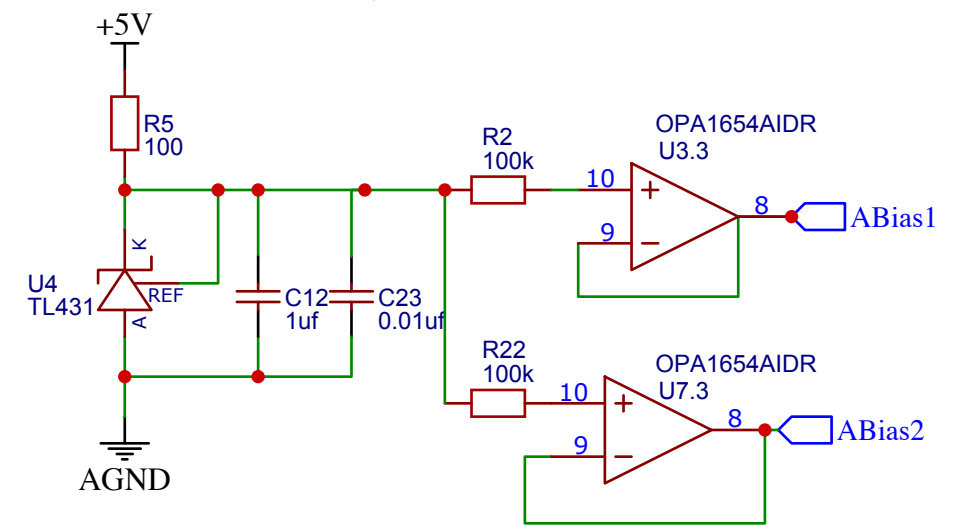 +5V
R5
100
K
U4
TL431
REF
A
AGND
C12
1uf
C23
0.01uf
R2
100k
OPA1654AIDR
U3.3
10
9
8
ABias1
R22
100k
OPA1654AIDR
U7.3
10
9
8
ABias2